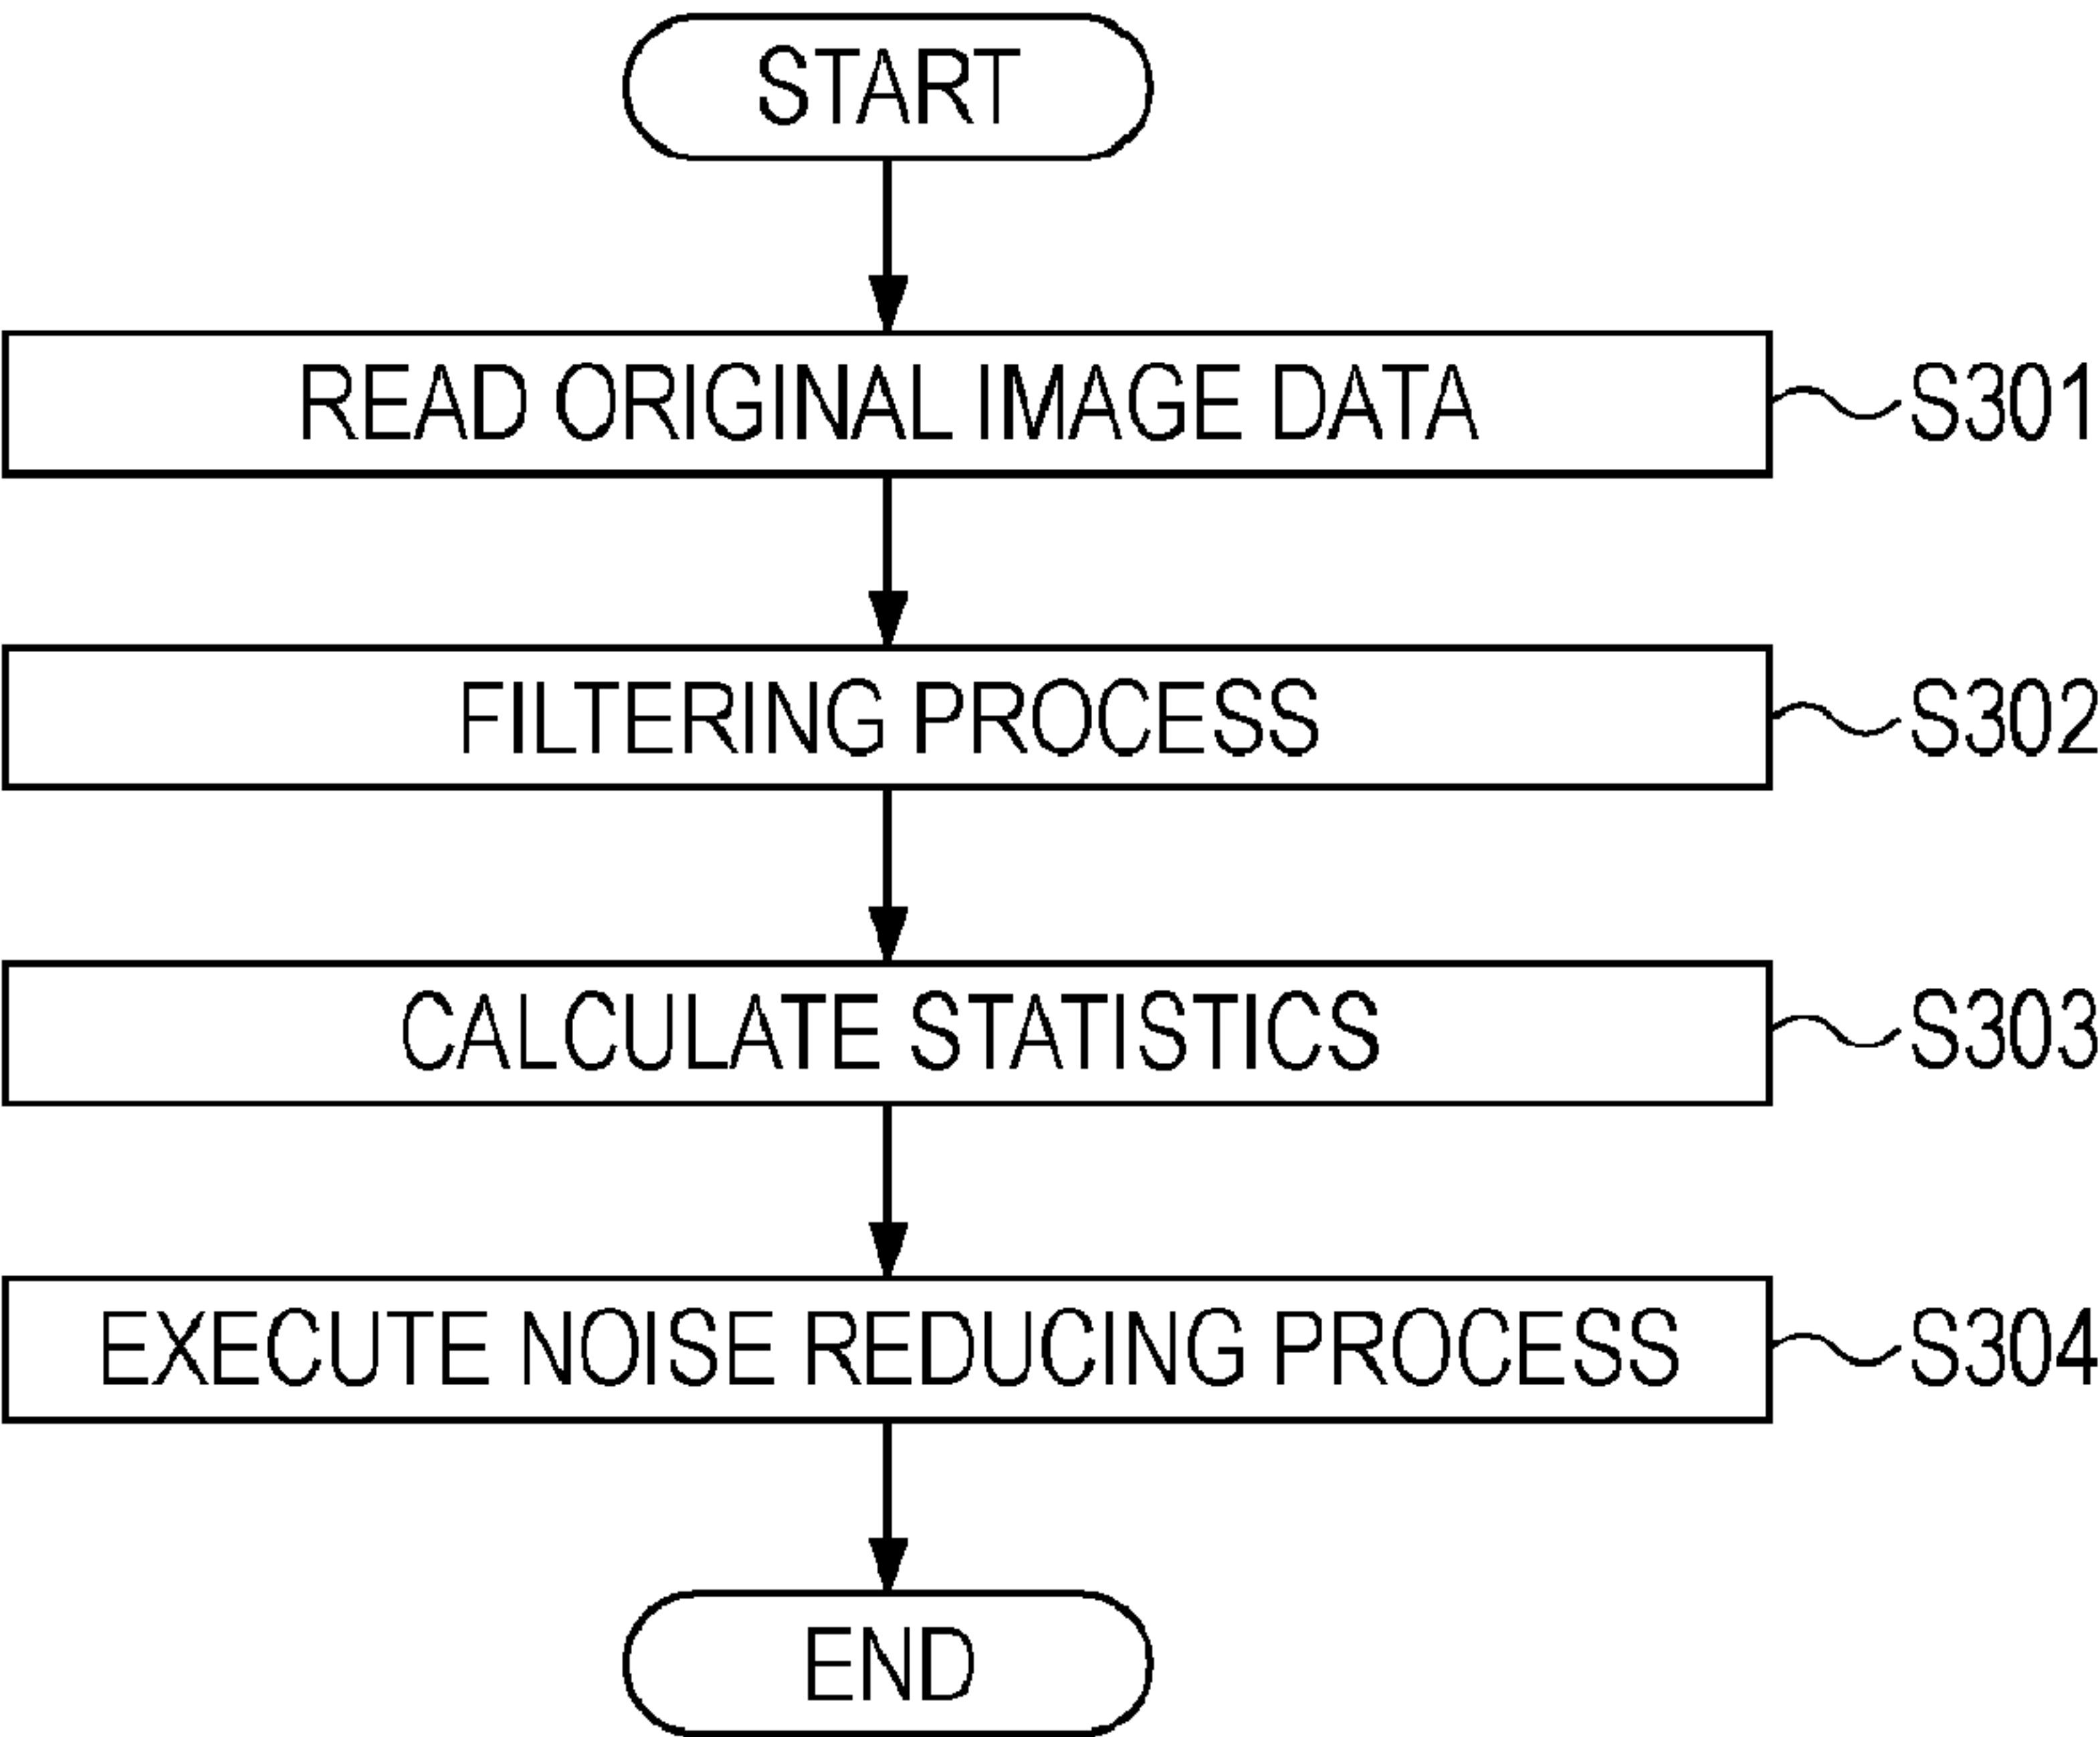 START
READ ORIGINAL IMAGE DATA S301
FILTERING PROCESS S302
CALCULATE STATISTICS S303
EXECUTE NOISE REDUCING PROCESS S304
END